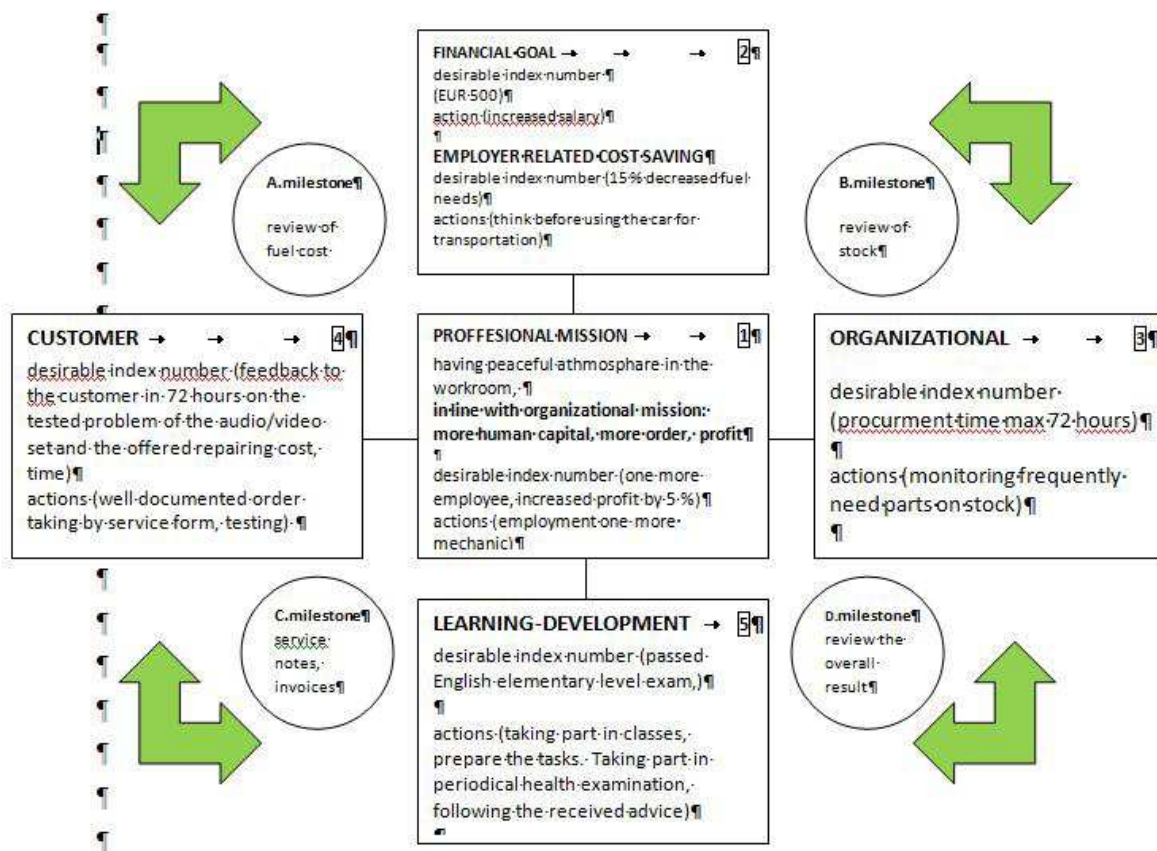 FINANCIAL GOAL → → → 2¶
desirable index number ¶
(EUR 500)¶
action (increased salary)¶
¶
EMPLOYER RELATED COST SAVING¶
desirable index number (15 % decreased fuel
needs)¶
actions (think before using the car for
transportation)¶
A.milestone¶
review of
fuel cost
B.milestone¶
review of
stock¶
CUSTOMER → → → 4¶
desirable index number (feedback to
the customer in 72 hours on the
tested problem of the audio/video
set and the offered repairing cost,
time)¶
actions (well documented order
taking by service form, testing) ¶
PROFFESIONAL MISSION → → 1¶
having peaceful athmosphare in the
workroom, ¶
in line with organizational mission:
more human capital, more order, profit¶
¶
desirable index number (one more
employee, increased profit by 5 %)¶
actions (employment one more
mechanic)¶
ORGANIZATIONAL → → 3¶
desirable index number
(procurment time max 72 hours)¶
¶
actions (monitoring frequently
need parts on stock)¶
¶
C.milestone¶
service
notes,
invoices¶
LEARNING-DEVELOPMENT → 5¶
desirable index number (passed
English elementary level exam,)¶
¶
actions (taking part in classes,
prepare the tasks. Taking part in
periodical health examination,
following the received advice)¶
¶
D.milestone¶
review the
overall
result¶